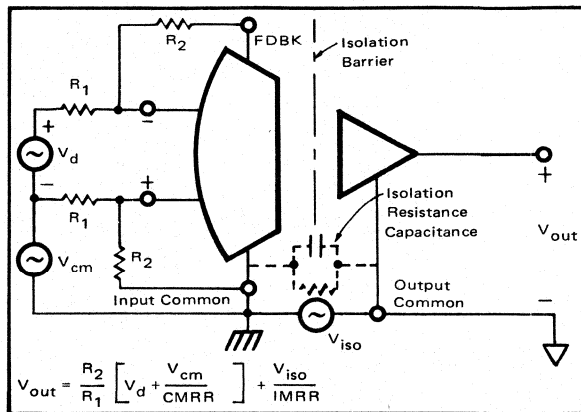 R2
FDBK
Isolation
Barrier
R1
−
+
Vd
−
+
R1
R2
Vcm
Input Common
Isolation
Resistance
Capacitance
+
Vout
−
Output
Common
Viso
Vout = R2/R1 [Vd + Vcm/CMRR ] + Viso/IMRR